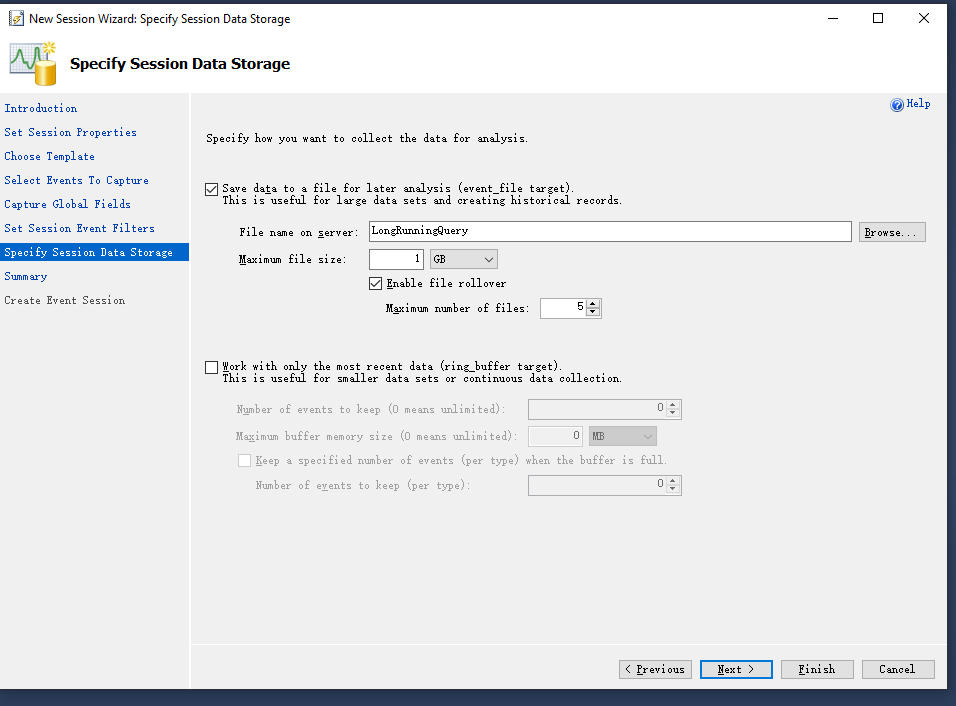 New Session Wizard: Specify Session Data Storage
Specify Session Data Storage
Introduction
Set Session Properties
Choose Template
Select Events To Capture
Capture Global Fields
Set Session Event Filters
Specify Session Data Storage
Summary
Create Event Session
Help
Specify how you want to collect the data for analysis.
Save data to a file for later analysis (event_file target).
This is useful for large data sets and creating historical records.
File name on server: LongRunningQuery Browse...
Maximum file size: 1 GB
Enable file rollover
Maximum number of files: 5
Work with only the most recent data (ring_buffer target).
This is useful for smaller data sets or continuous data collection.
Number of events to keep (0 means unlimited): 0
Maximum buffer memory size (0 means unlimited): 0 MB
Keep a specified number of events (per type) when the buffer is full.
Number of events to keep (per type): 0
< Previous Next > Finish Cancel